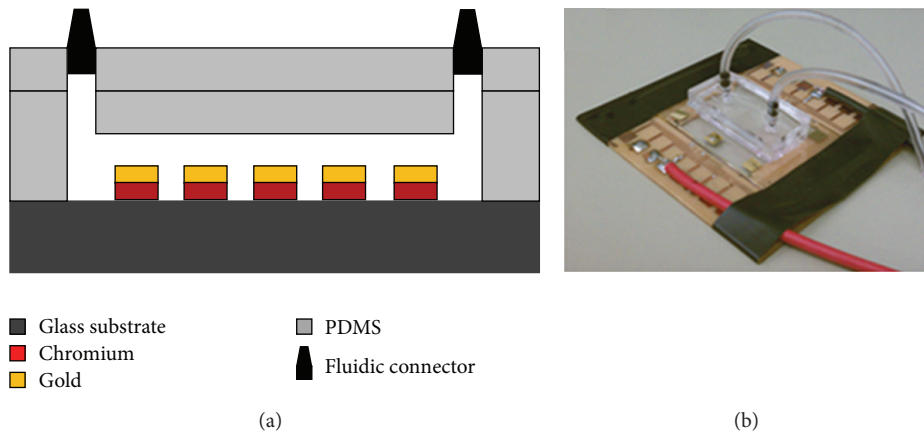 Glass substrate
Chromium
Gold
PDMS
Fluidic connector
(a)
(b)